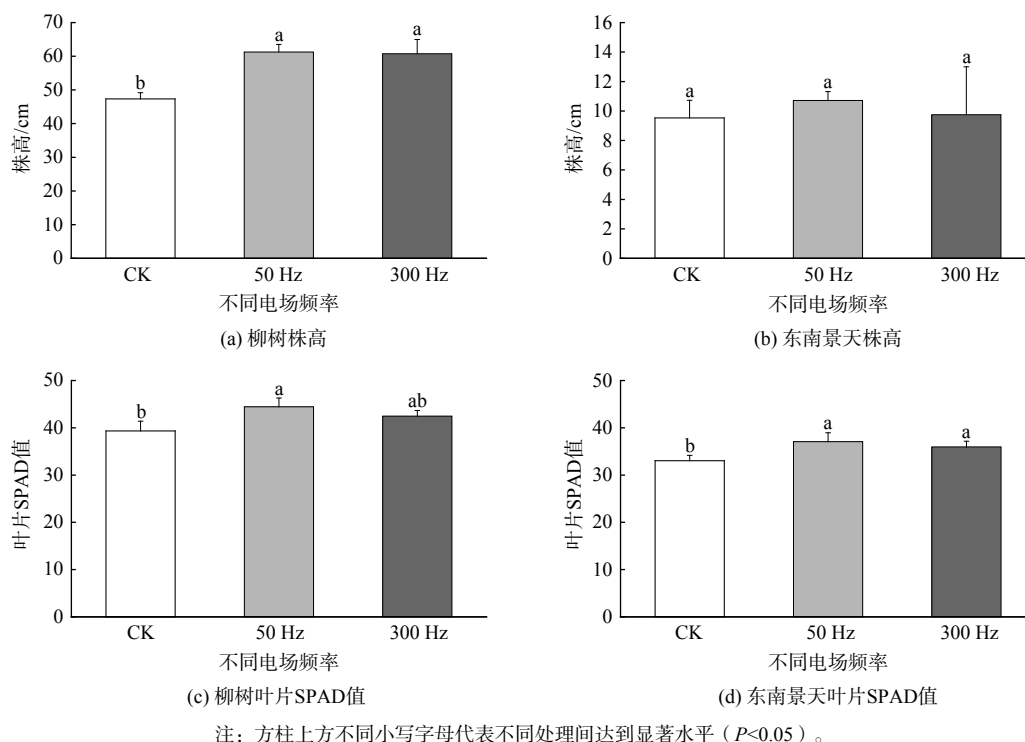 70
60
50
40
30
20
10
0
株高/cm
b
a
a
CK
50 Hz
300 Hz
不同电场频率
(a) 柳树株高
16
14
12
10
8
6
4
2
0
株高/cm
a
a
a
CK
50 Hz
300 Hz
不同电场频率
(b) 东南景天株高
50
40
30
20
10
0
叶片SPAD值
b
a
ab
CK
50 Hz
300 Hz
不同电场频率
(c) 柳树叶片SPAD值
50
40
30
20
10
0
叶片SPAD值
b
a
a
CK
50 Hz
300 Hz
不同电场频率
(d) 东南景天叶片SPAD值
注：方柱上方不同小写字母代表不同处理间达到显著水平（P<0.05）。